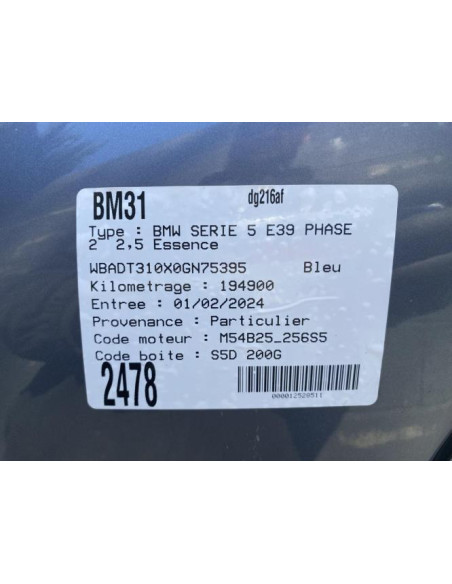 BM31 dg216af
Type : BMW SERIE 5 E39 PHASE
2 2,5 Essence
WBADT310X0GN75395 Bleu
Kilometrage : 194900
Entree : 01/02/2024
Provenance : Particulier
Code moteur : M54B25_256S5
Code boite : S5D 200G
2478
000012520511